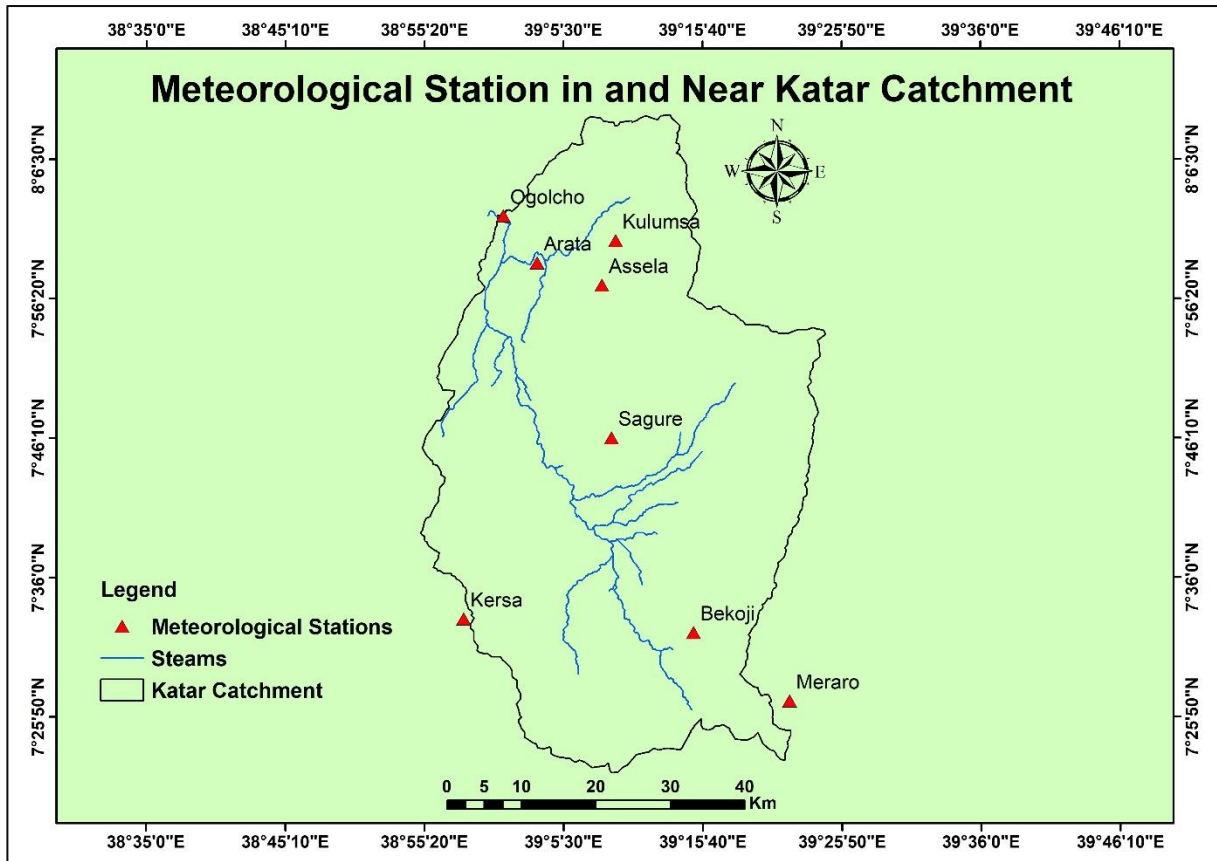 38°35'0"E 38°45'10"E 38°55'20"E 39°5'30"E 39°15'40"E 39°25'50"E 39°36'0"E 39°46'10"E
Meteorological Station in and Near Katar Catchment
8°6'30"N
8°6'30"N
N
W
E
S
Ogolcho
Kulumsa
Arata
Assela
7°56'20"N
7°56'20"N
Sagure
7°46'10"N
7°46'10"N
7°36'0"N
7°36'0"N
Legend
Kersa
Meteorological Stations
Bekoji
Steams
Meraro
Katar Catchment
7°25'50"N
7°25'50"N
0 5 10 20 30 40
Km
38°35'0"E 38°45'10"E 38°55'20"E 39°5'30"E 39°15'40"E 39°25'50"E 39°36'0"E 39°46'10"E